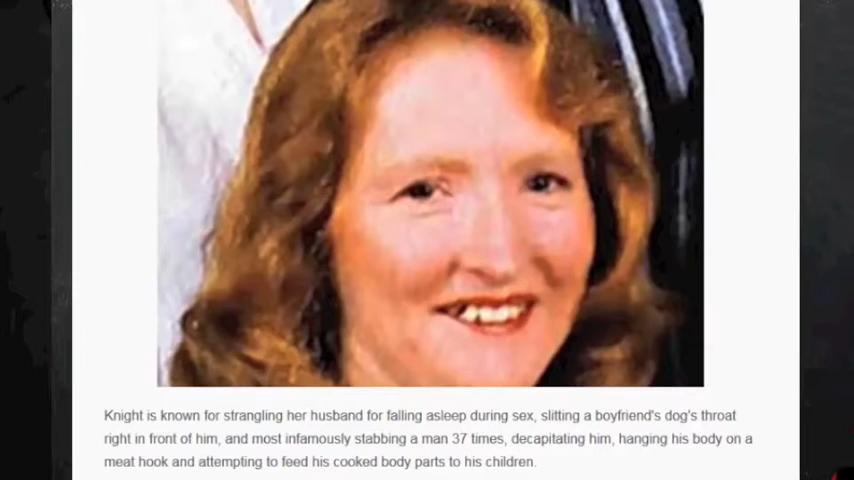 Knight is known for strangling her husband for falling asleep during sex, slitting a boyfriend's dog's throat
right in front of him, and most infamously stabbing a man 37 times, decapitating him, hanging his body on a
meat hook and attempting to feed his cooked body parts to his children.